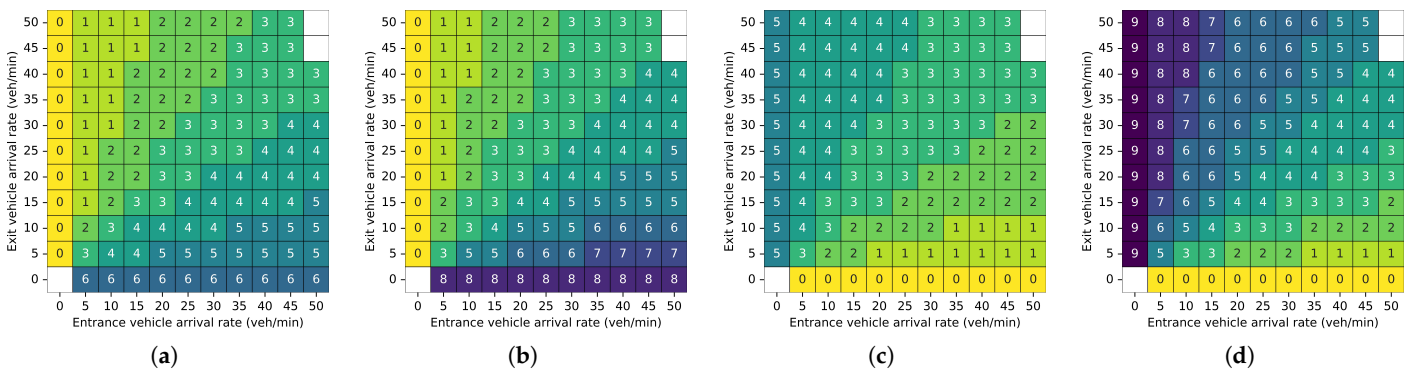 Exit vehicle arrival rate (veh/min)
50 0 1 1 1 2 2 2 2 3 3
45 0 1 1 1 2 2 2 3 3 3
40 0 1 1 2 2 2 2 3 3 3 3
35 0 1 1 2 2 2 3 3 3 3 3
30 0 1 1 2 2 3 3 3 3 4 4
25 0 1 2 2 3 3 3 3 4 4 4
20 0 1 2 2 3 3 4 4 4 4 4
15 0 1 2 3 3 4 4 4 4 4 5
10 0 2 3 4 4 4 4 5 5 5 5
5 0 3 4 4 5 5 5 5 5 5 5
0 6 6 6 6 6 6 6 6 6 6
0 5 10 15 20 25 30 35 40 45 50
Entrance vehicle arrival rate (veh/min)
(a)
Exit vehicle arrival rate (veh/min)
50 0 1 1 2 2 2 3 3 3 3
45 0 1 1 2 2 2 3 3 3 3
40 0 1 1 2 2 3 3 3 3 4 4
35 0 1 2 2 2 3 3 3 4 4 4
30 0 1 2 2 3 3 3 4 4 4 4
25 0 1 2 3 3 3 4 4 4 4 5
20 0 1 2 3 3 4 4 4 5 5 5
15 0 2 3 3 4 4 5 5 5 5 5
10 0 2 3 4 5 5 5 6 6 6 6
5 0 3 5 5 6 6 6 7 7 7 7
0 8 8 8 8 8 8 8 8 8 8
0 5 10 15 20 25 30 35 40 45 50
Entrance vehicle arrival rate (veh/min)
(b)
Exit vehicle arrival rate (veh/min)
50 5 4 4 4 4 4 3 3 3 3
45 5 4 4 4 4 4 3 3 3 3
40 5 4 4 4 4 3 3 3 3 3 3
35 5 4 4 4 4 3 3 3 3 3 3
30 5 4 4 4 3 3 3 3 3 2 2
25 5 4 4 3 3 3 3 3 2 2 2
20 5 4 4 3 3 3 2 2 2 2 2
15 5 4 3 3 3 2 2 2 2 2 2
10 5 4 3 2 2 2 2 1 1 1 1
5 5 3 2 2 1 1 1 1 1 1 1
0 0 0 0 0 0 0 0 0 0 0
0 5 10 15 20 25 30 35 40 45 50
Entrance vehicle arrival rate (veh/min)
(c)
Exit vehicle arrival rate (veh/min)
50 9 8 8 7 6 6 6 6 5 5
45 9 8 8 7 6 6 6 5 5 5
40 9 8 8 6 6 6 6 5 5 4 4
35 9 8 7 6 6 6 5 5 4 4 4
30 9 8 7 6 6 5 5 4 4 4 4
25 9 8 6 6 6 5 5 4 4 4 3
20 9 8 6 6 5 4 4 4 3 3 3
15 9 7 6 5 4 4 3 3 3 3 2
10 9 6 5 4 3 3 3 2 2 2 2
5 9 5 3 3 2 2 2 1 1 1 1
0 0 0 0 0 0 0 0 0 0 0
0 5 10 15 20 25 30 35 40 45 50
Entrance vehicle arrival rate (veh/min)
(d)